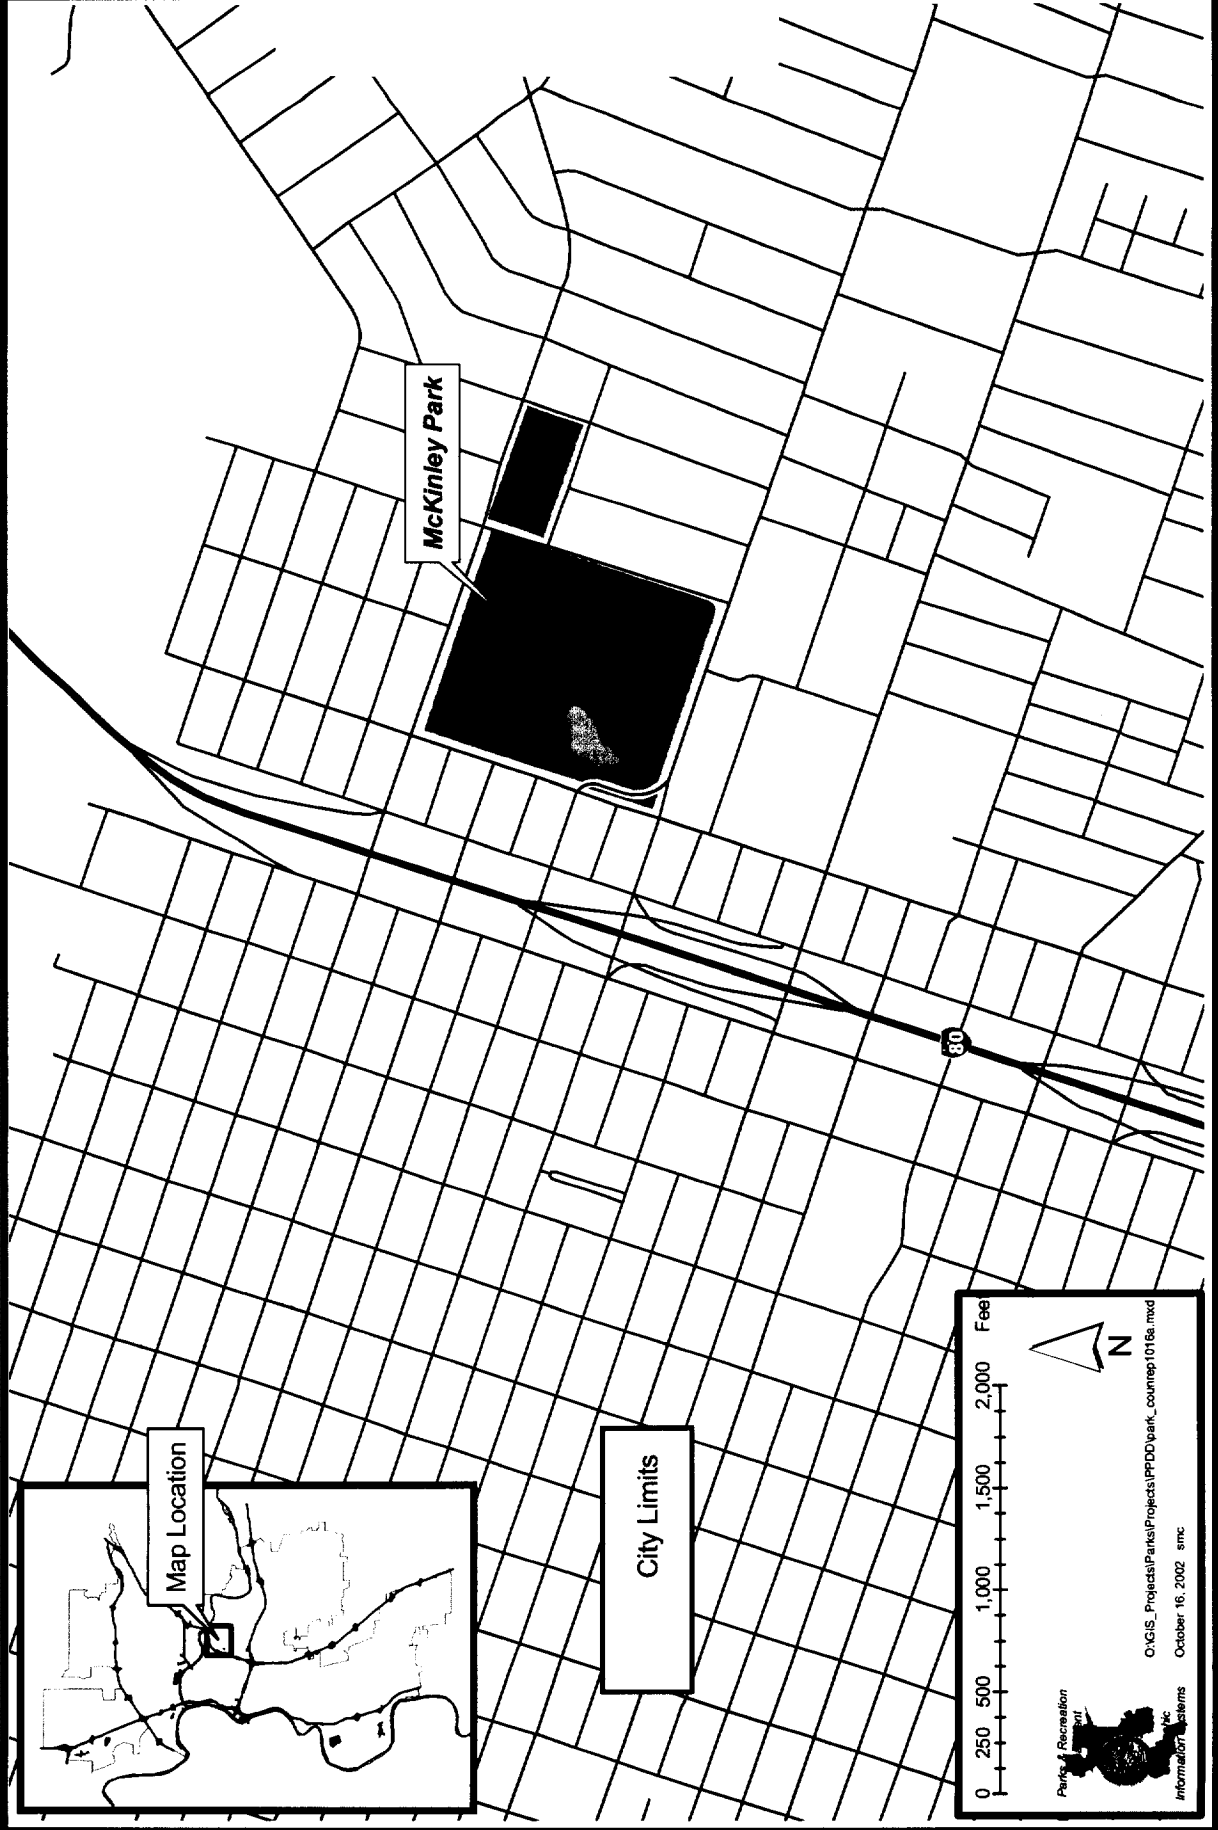 McKinley Park
80
Map Location
City Limits
0 250 500 1,000 1,500 2,000 Feet
N
O:\GIS_Projects\Parks\Projects\PPDD\park_counrep1016a.mxd
October 16, 2002 smc
Parks & Recreation
Information Systems